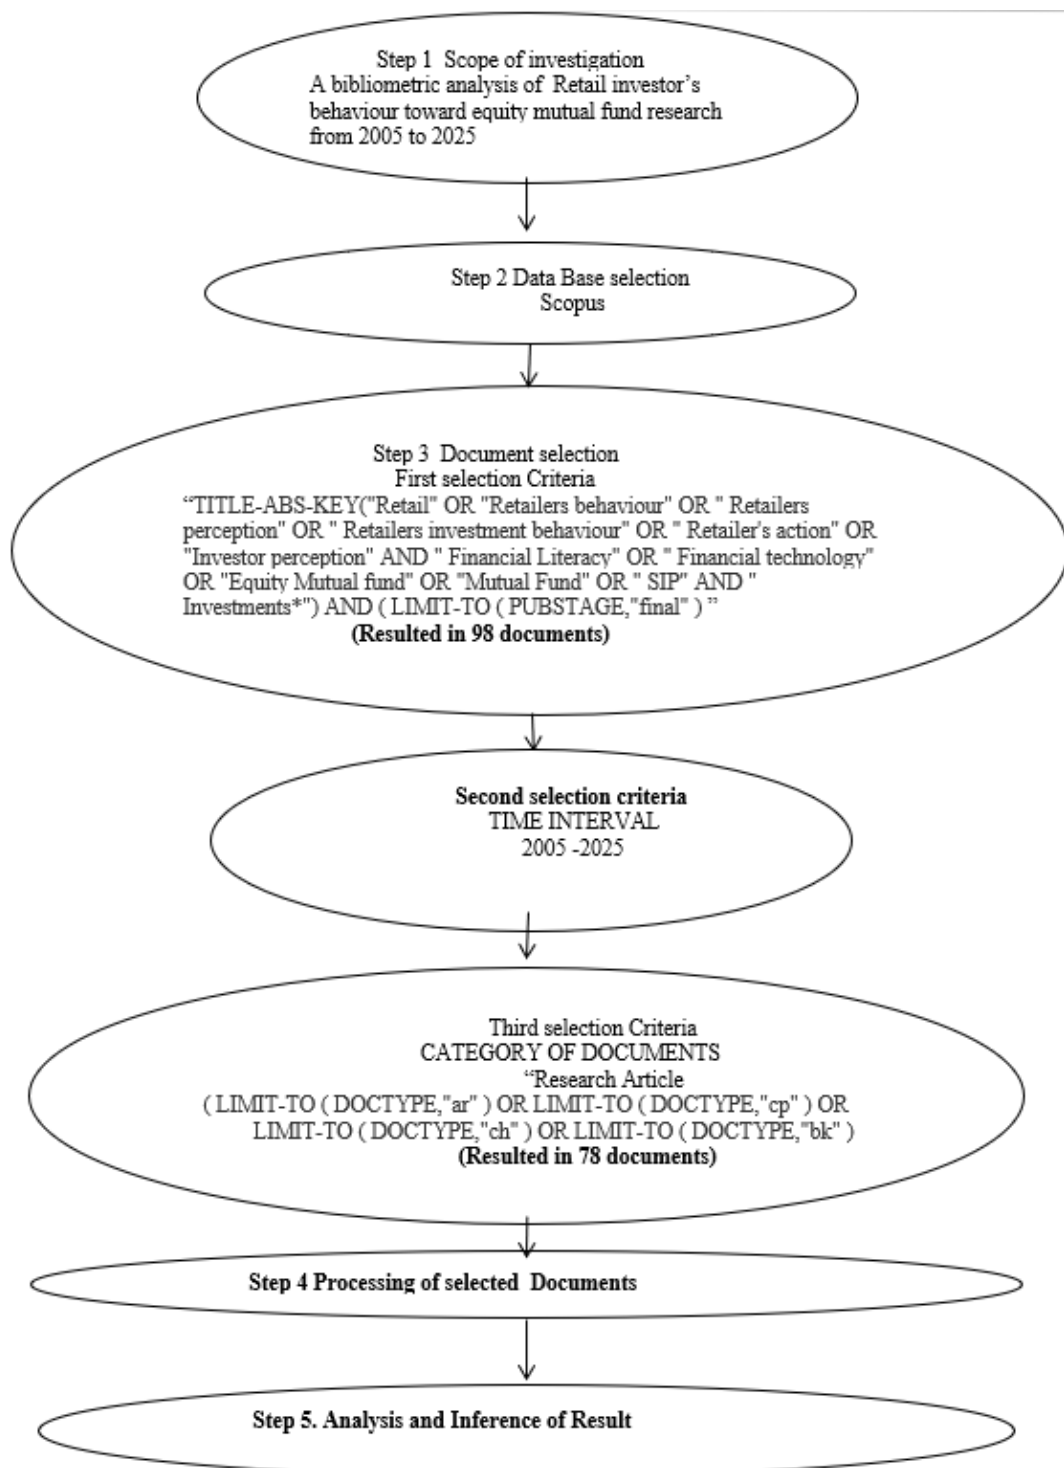 Step 1 Scope of investigation
A bibliometric analysis of Retail investor's
behaviour toward equity mutual fund research
from 2005 to 2025
Step 2 Data Base selection
Scopus
Step 3 Document selection
First selection Criteria
“TITLE-ABS-KEY("Retail" OR "Retailers behaviour" OR " Retailers
perception" OR " Retailers investment behaviour" OR " Retailer's action" OR
"Investor perception" AND " Financial Literacy" OR " Financial technology"
OR "Equity Mutual fund" OR "Mutual Fund" OR " SIP" AND "
Investments*") AND ( LIMIT-TO ( PUBSTAGE,"final" ) ”
(Resulted in 98 documents)
Second selection criteria
TIME INTERVAL
2005 -2025
Third selection Criteria
CATEGORY OF DOCUMENTS
“Research Article
( LIMIT-TO ( DOCTYPE,"ar" ) OR LIMIT-TO ( DOCTYPE,"cp" ) OR
LIMIT-TO ( DOCTYPE,"ch" ) OR LIMIT-TO ( DOCTYPE,"bk" )
(Resulted in 78 documents)
Step 4 Processing of selected Documents
Step 5. Analysis and Inference of Result